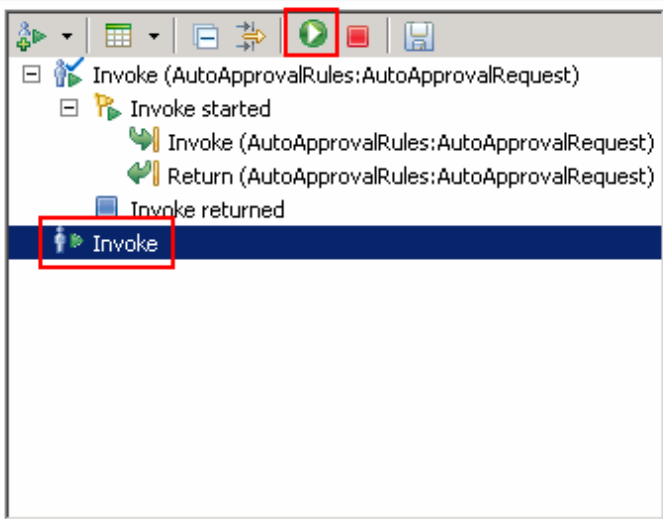 Invoke (AutoApprovalRules:AutoApprovalRequest)
Invoke started
Invoke (AutoApprovalRules:AutoApprovalRequest)
Return (AutoApprovalRules:AutoApprovalRequest)
Invoke returned
Invoke